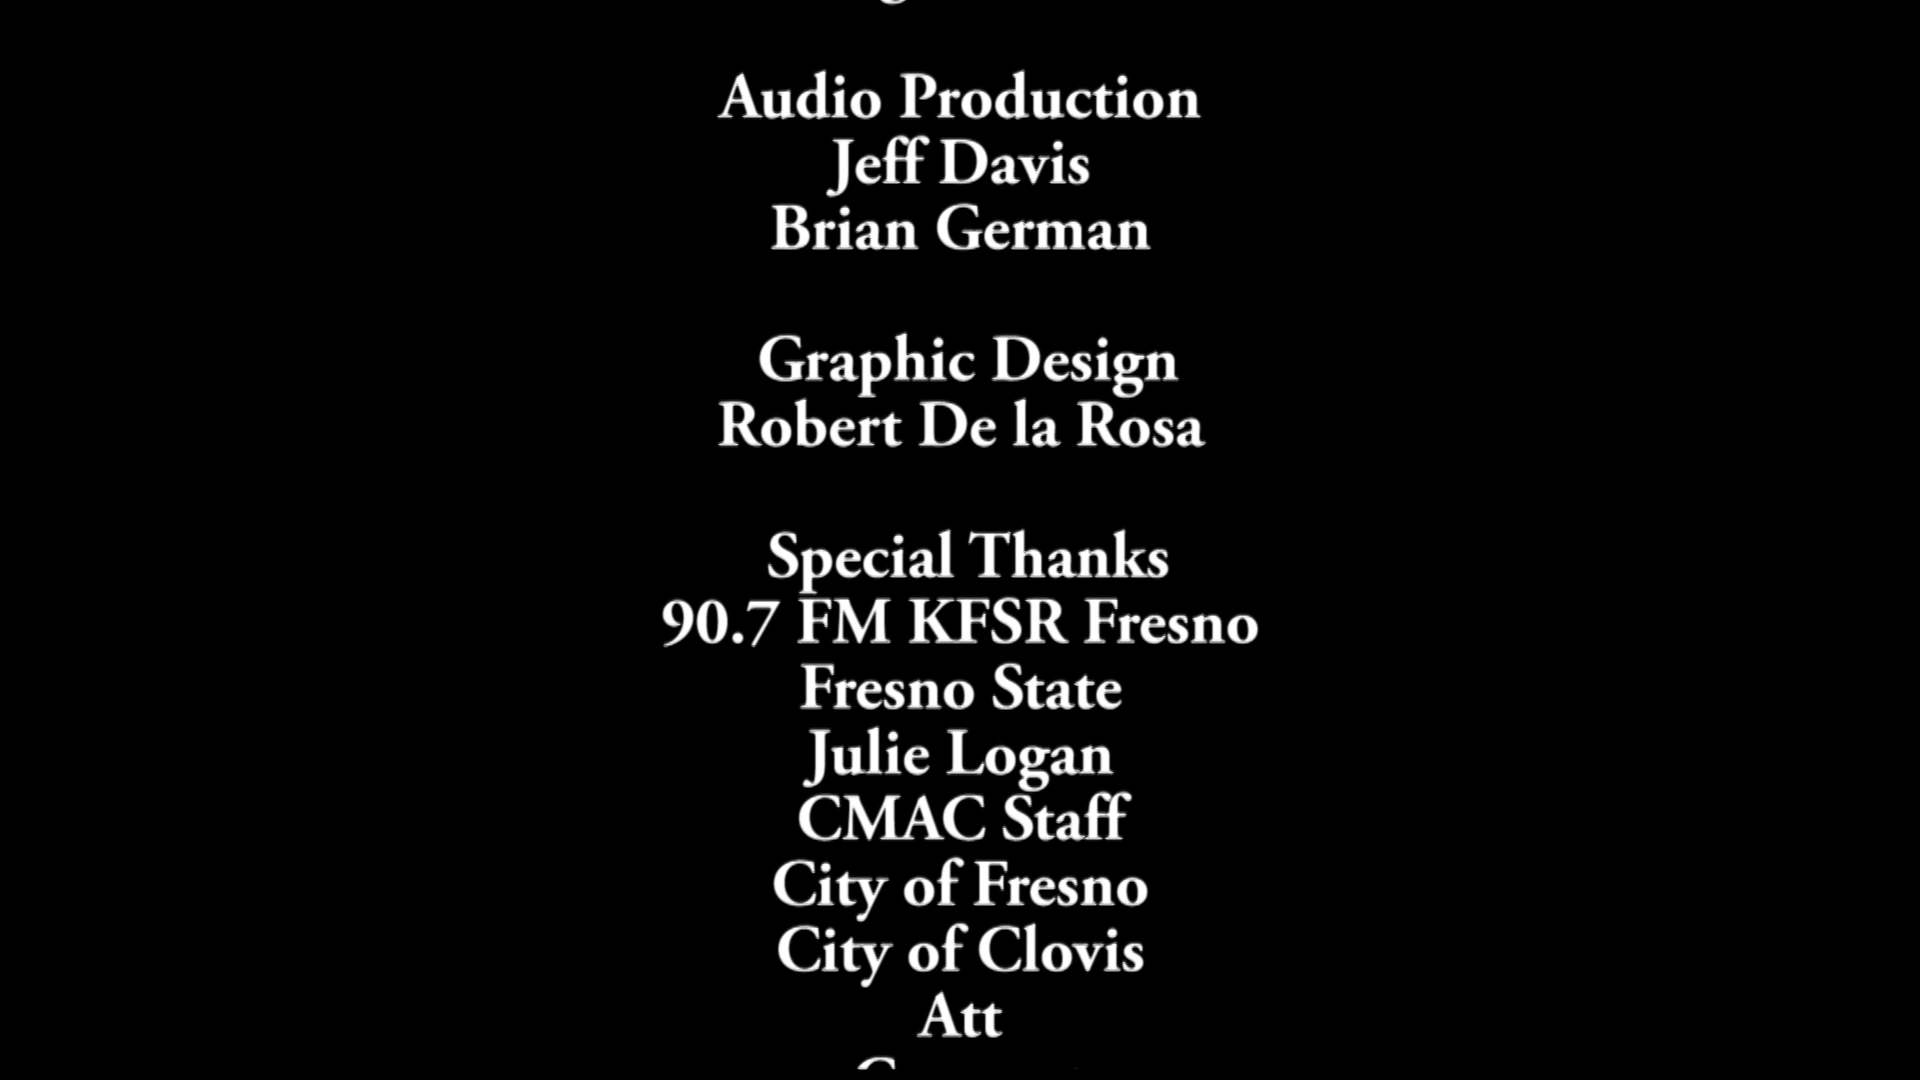 Audio Production
Jeff Davis
Brian German
Graphic Design
Robert De la Rosa
Special Thanks
90.7 FM KFSR Fresno
Fresno State
Julie Logan
CMAC Staff
City of Fresno
City of Clovis
Att